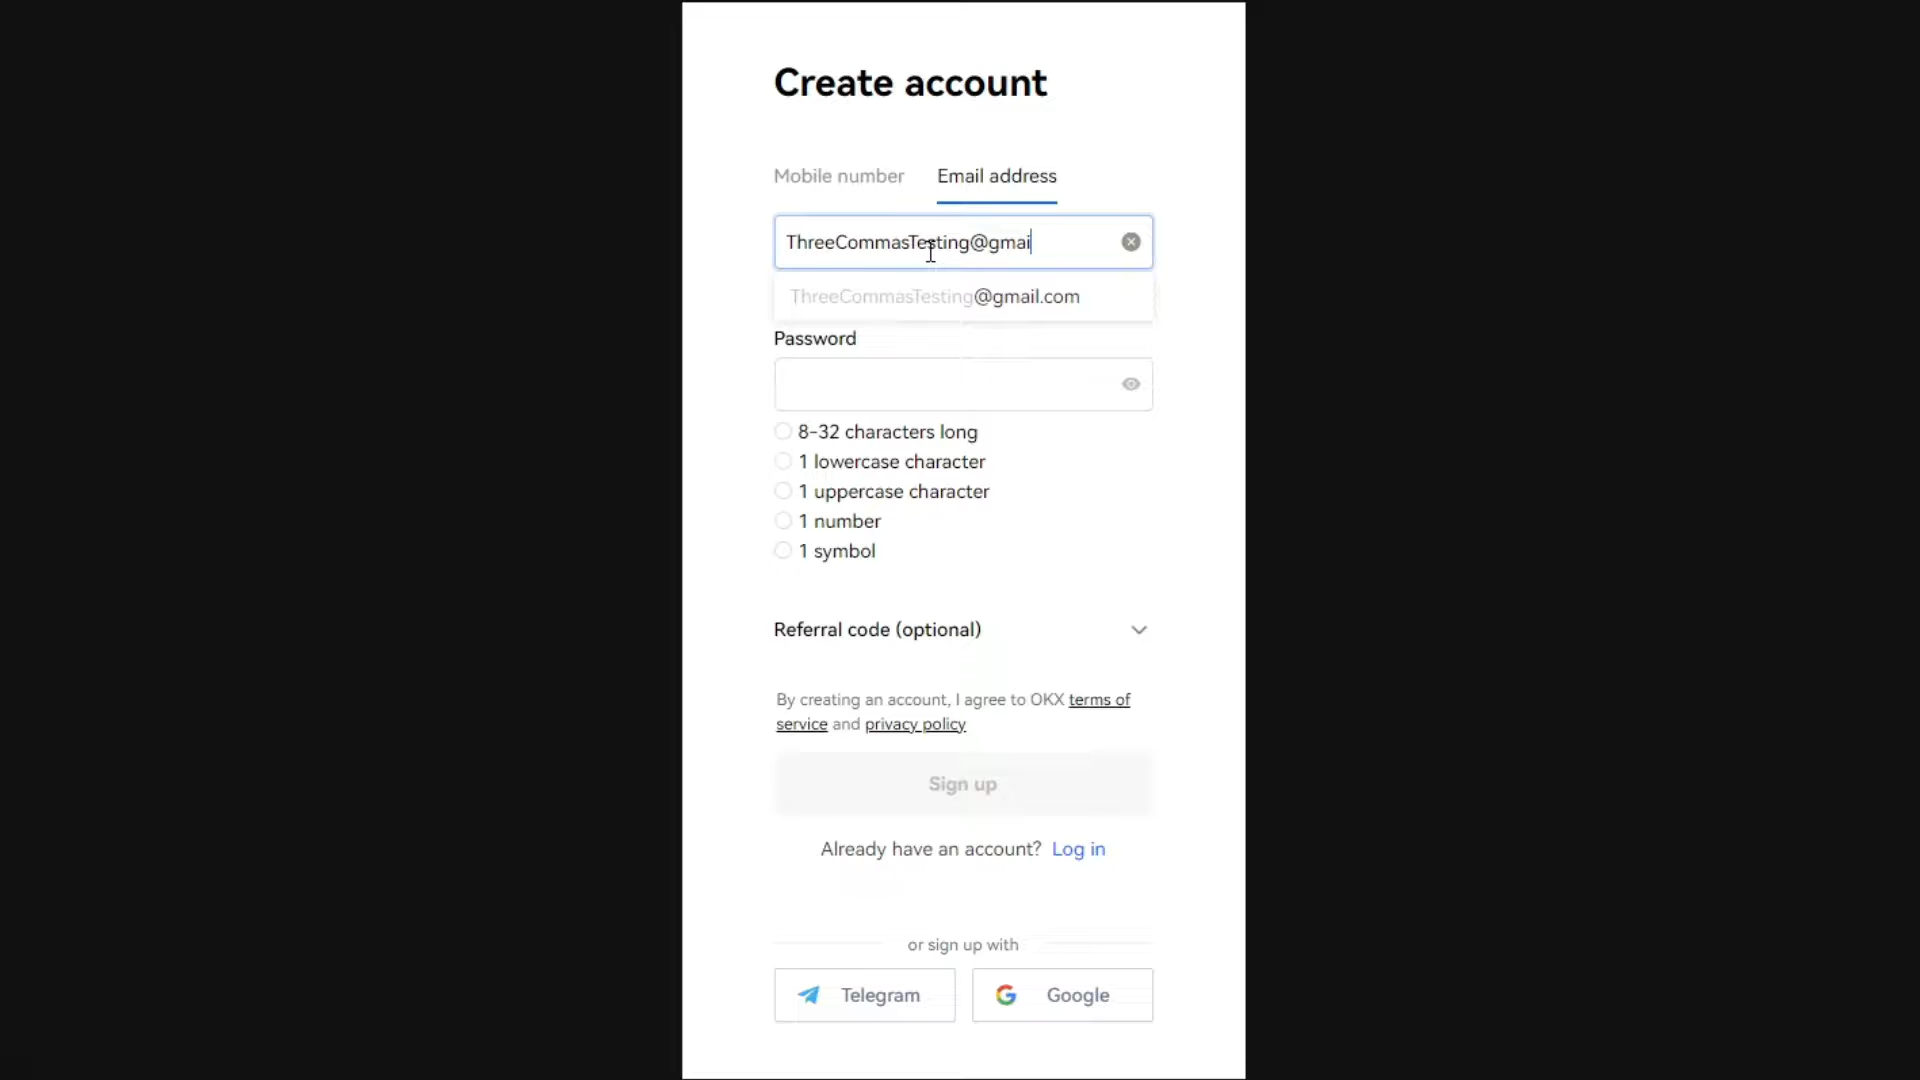 Create account
Mobile number Email address
ThreeCommasTesting@gmai
ThreeCommasTesting@gmail.com
Password
8-32 characters long
1 lowercase character
1 uppercase character
1 number
1 symbol
Referral code (optional)
By creating an account, I agree to OKX terms of
service and privacy policy
Sign up
Already have an account? Log in
or sign up with
Telegram Google